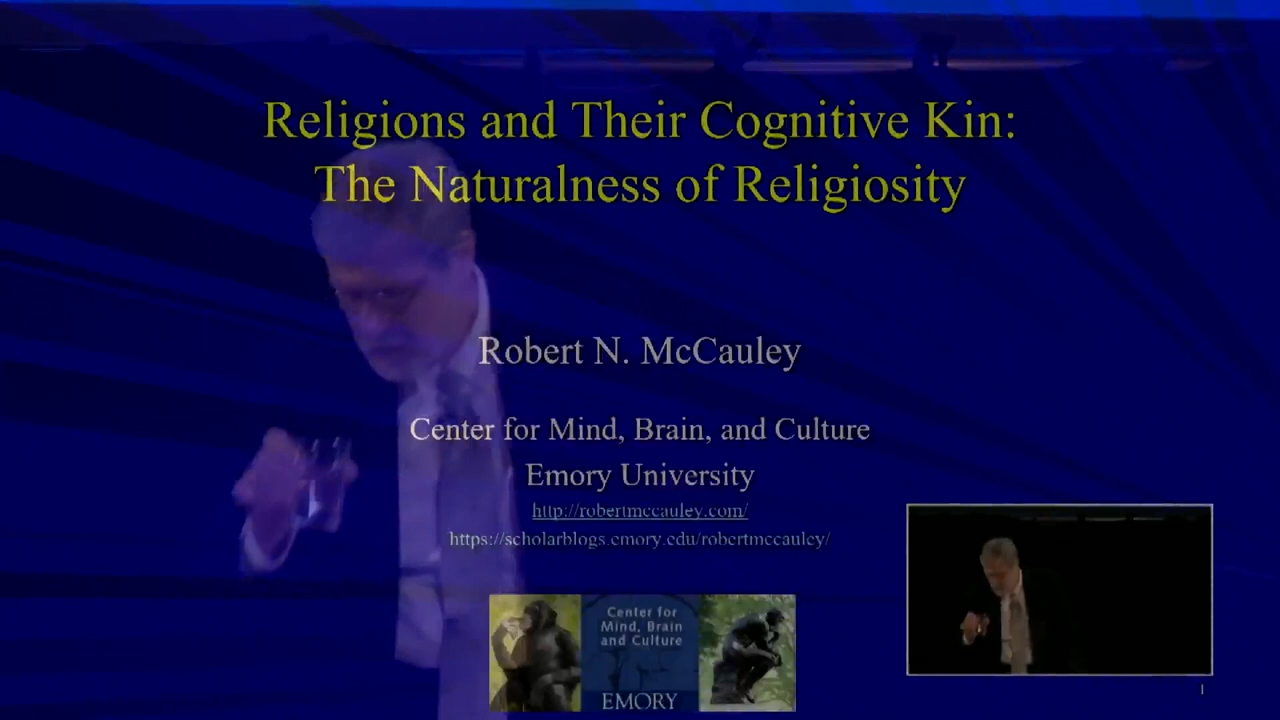 Religions and Their Cognitive Kin:
The Naturalness of Religiosity
Robert N. McCauley
Center for Mind, Brain, and Culture
Emory University
http://robertmccauley.com/
https://scholarblogs.emory.edu/robertmccauley/
Center for
Mind, Brain
and Culture
EMORY
1